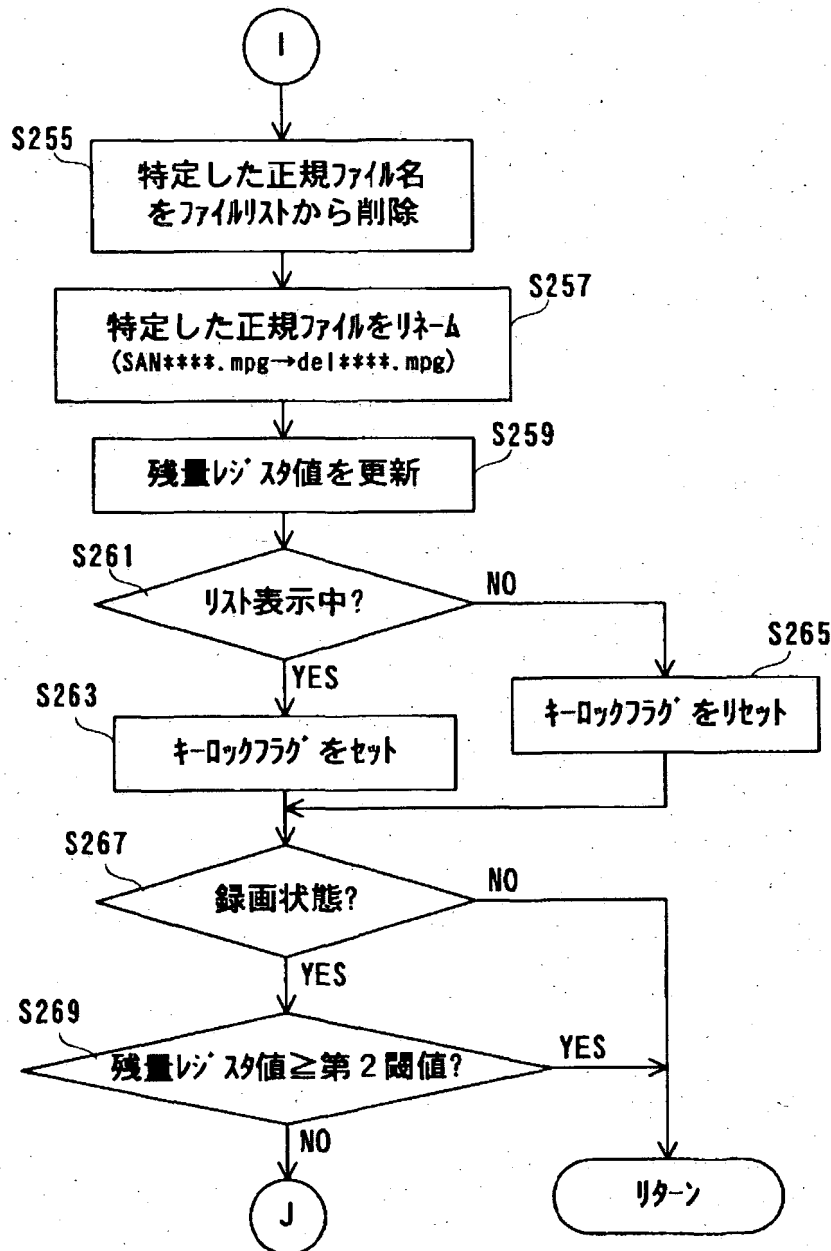 I
S255
特定した正規ファイル名
をファイルリストから削除
S257
特定した正規ファイルをリネーム
(SAN****.mpg→del****.mpg)
S259
残量レジスタ値を更新
S261
リスト表示中?
NO
YES
S265
キーロックフラグをリセット
S263
キーロックフラグをセット
S267
録画状態?
NO
YES
S269
残量レジスタ値≧第2閾値?
YES
NO
J
リターン